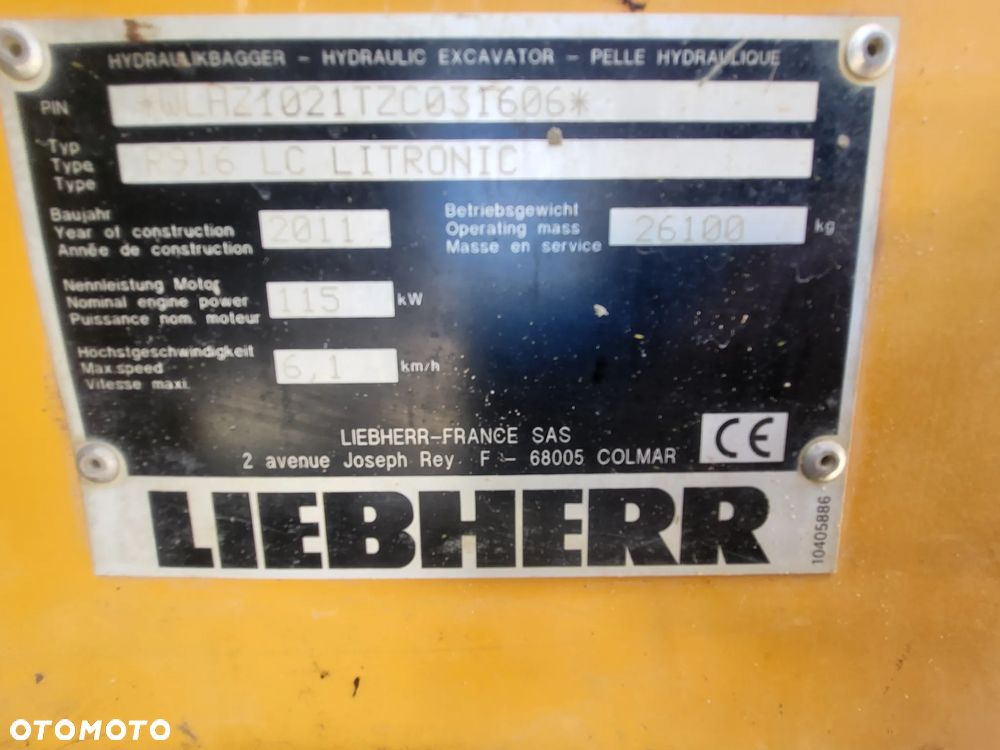 HYDRAULIKBAGGER – HYDRAULIC EXCAVATOR – PELLE HYDRAULIQUE
PIN *WLHZ1021TZC031606*
Typ
Type R916 LC LITRONIC
Type
Baujahr Betriebsgewicht
Year of construction 2011 Operating mass 26100 kg
Année de construction Masse en service
Nennleistung Motor
Nominal engine power 115 kW
Puissance nom. moteur
Höchstgeschwindigkeit
Max.speed 6,1 km/h
Vitesse maxi.
LIEBHERR–FRANCE SAS
2 avenue Joseph Rey F – 68005 COLMAR
CE
LIEBHERR
10405886
OTOMOTO